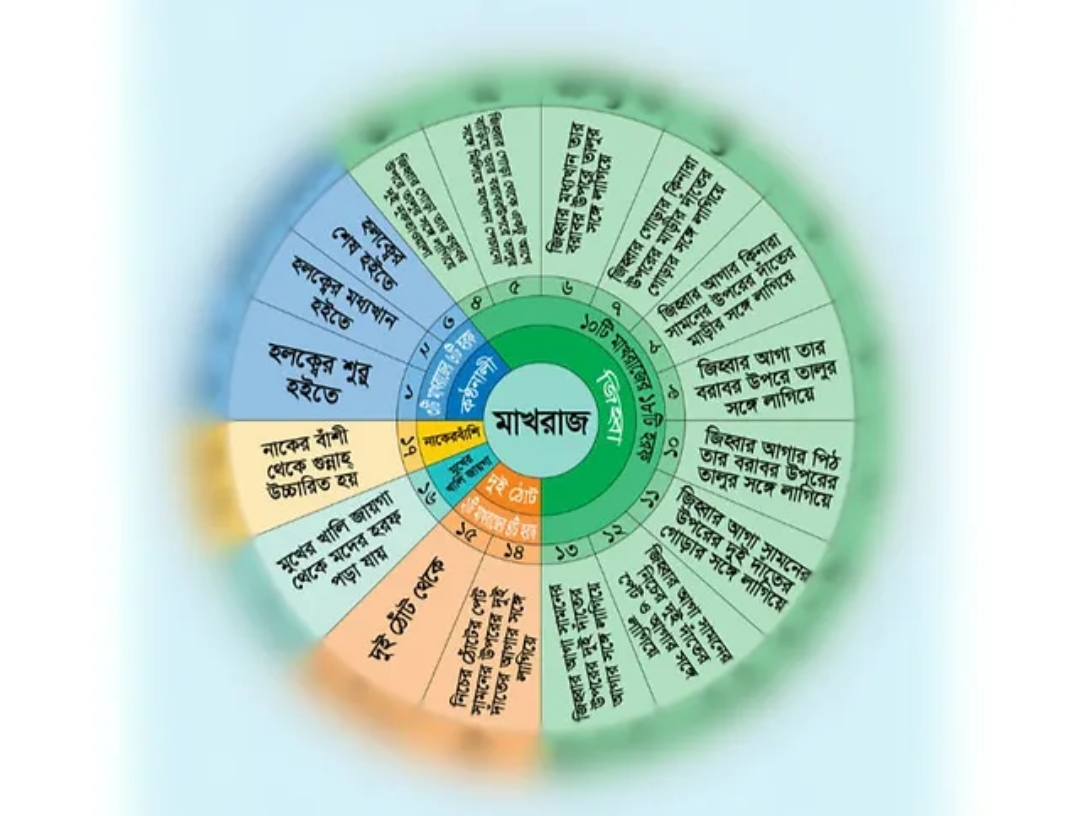 মাখরাজ
কণ্ঠনালী
৩টি মাখরাজে ৬টি হরফ
জিহ্বা
১০টি মাখরাজের ১৮টি হরফ
দুই ঠোট
২টি মাখরাজে ৪টি হরফ
মুখের
খালি জায়গা
নাকেরবাঁশি
১
হলক্বের শুরু
হইতে
২
হলক্বের মধ্যখান
হইতে
৩
হলক্বের
শেষ হইতে
৪
জিহ্বার গোড়া তার বরাবর
৫
৬
জিহ্বার মধ্যখান তার
বরাবর উপরে তালুর
সঙ্গে লাগিয়ে
৭
জিহ্বার গোড়ার কিনারা
উপরের মাড়ীর দাঁতের
গোড়ার সঙ্গে লাগিয়ে
৮
জিহ্বার আগার কিনারা
সামনের উপরের দাঁতের
মাড়ীর সঙ্গে লাগিয়ে
৯
জিহ্বার আগা তার
বরাবর উপরে তালুর
সঙ্গে লাগিয়ে
১০
জিহ্বার আগার পিঠ
তার বরাবর উপরের
তালুর সঙ্গে লাগিয়ে
১১
জিহ্বার আগা সামনের
উপরের দুই দাঁতের
গোড়ার সঙ্গে লাগিয়ে
১২
জিহ্বার আগা সামনের
নিচের দুই দাঁতের
পেট ও আগার সঙ্গে
লাগিয়ে
১৩
জিহ্বার আগা সামনের
উপরের দুই দাঁতের
আগার সঙ্গে লাগিয়ে
১৪
নিচের ঠোঁটের পেট
সামনের উপরের দুই
দাঁতের আগার সঙ্গে
লাগিয়ে
১৫
দুই ঠোঁট থেকে
১৬
মুখের খালি জায়গা
থেকে মদের হরফ
পড়া যায়
১৭
নাকের বাঁশী
থেকে গুন্নাহ্
উচ্চারিত হয়